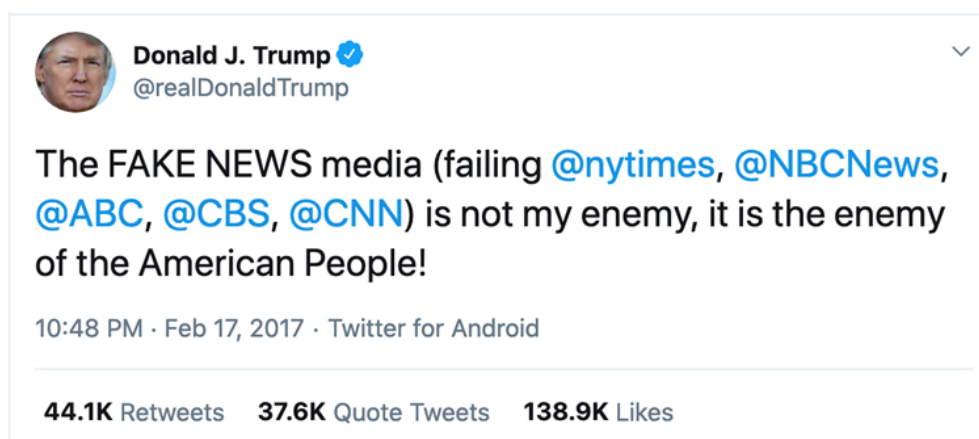 Donald J. Trump
@realDonaldTrump
The FAKE NEWS media (failing @nytimes, @NBCNews,
@ABC, @CBS, @CNN) is not my enemy, it is the enemy
of the American People!
10:48 PM · Feb 17, 2017 · Twitter for Android
44.1K Retweets 37.6K Quote Tweets 138.9K Likes